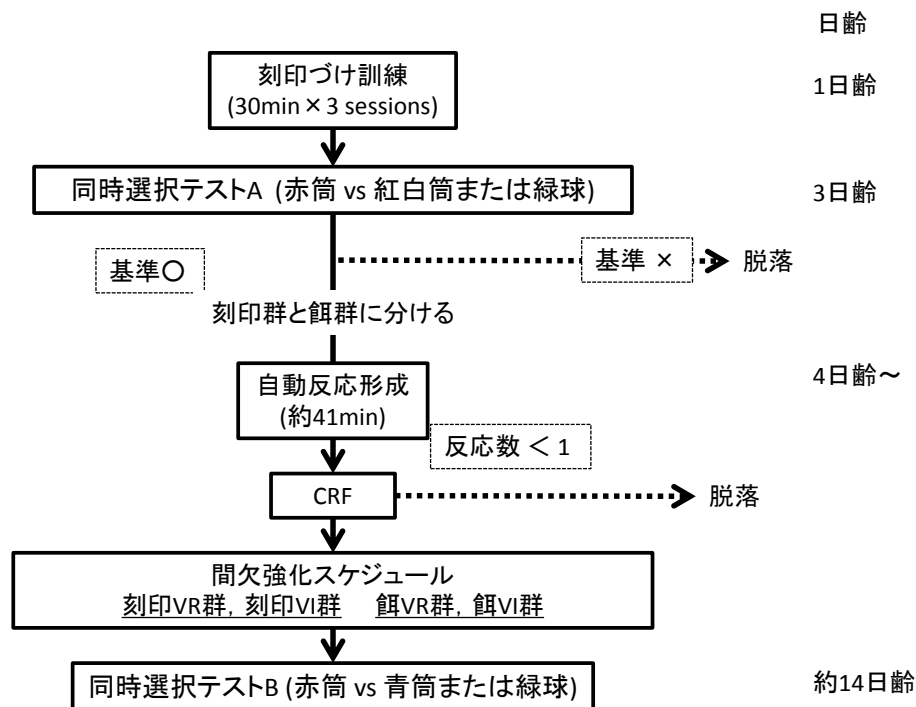 日齢
刻印づけ訓練
(30min × 3 sessions)
1日齢
同時選択テストA (赤筒 vs 紅白筒または緑球)
3日齢
基準〇
基準 ×
脱落
刻印群と餌群に分ける
自動反応形成
(約41min)
4日齢～
反応数 < 1
CRF
脱落
間欠強化スケジュール
刻印VR群, 刻印VI群 餌VR群, 餌VI群
同時選択テストB (赤筒 vs 青筒または緑球)
約14日齢